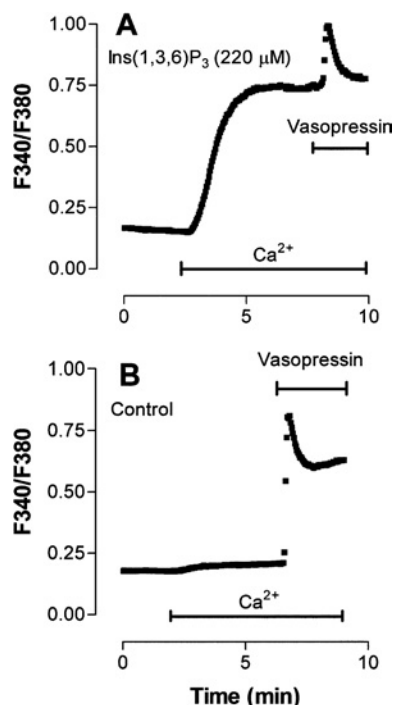 A
1.00
Ins(1,3,6)P₃ (220 μM)
0.75
Vasopressin
0.50
0.25
0.00
F340/F380
Ca²⁺
0 5 10
B
Vasopressin
1.00
Control
0.75
0.50
0.25
0.00
F340/F380
Ca²⁺
0 5 10
Time (min)